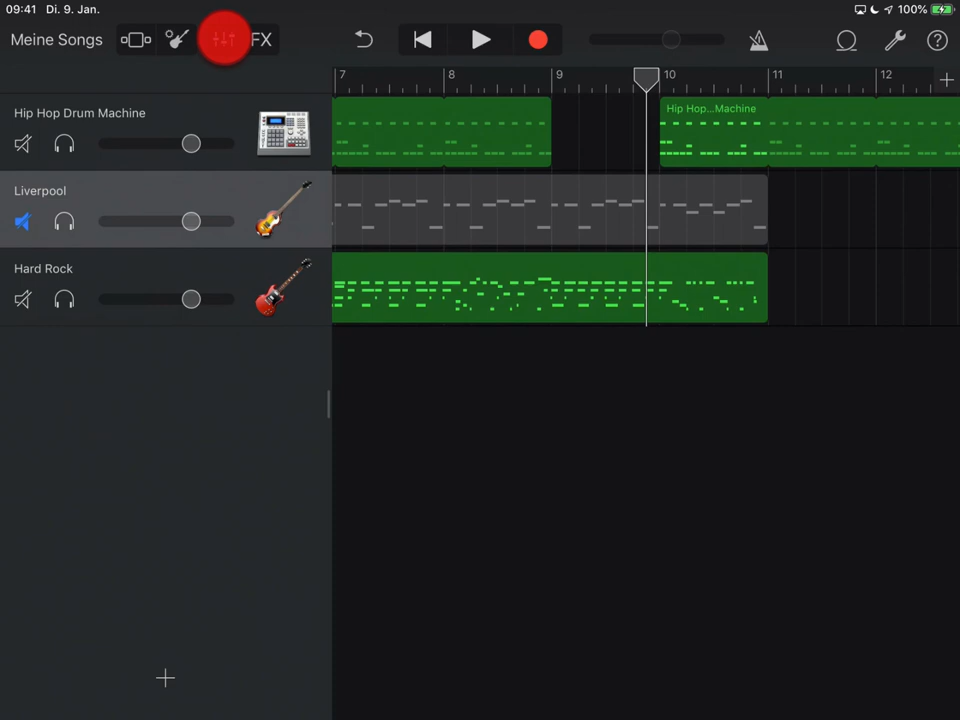 09:41 Di. 9. Jan. 100%
Meine Songs FX
7 8 9 10 11 12
Hip Hop Drum Machine
Hip Hop...Machine
Liverpool
Hard Rock